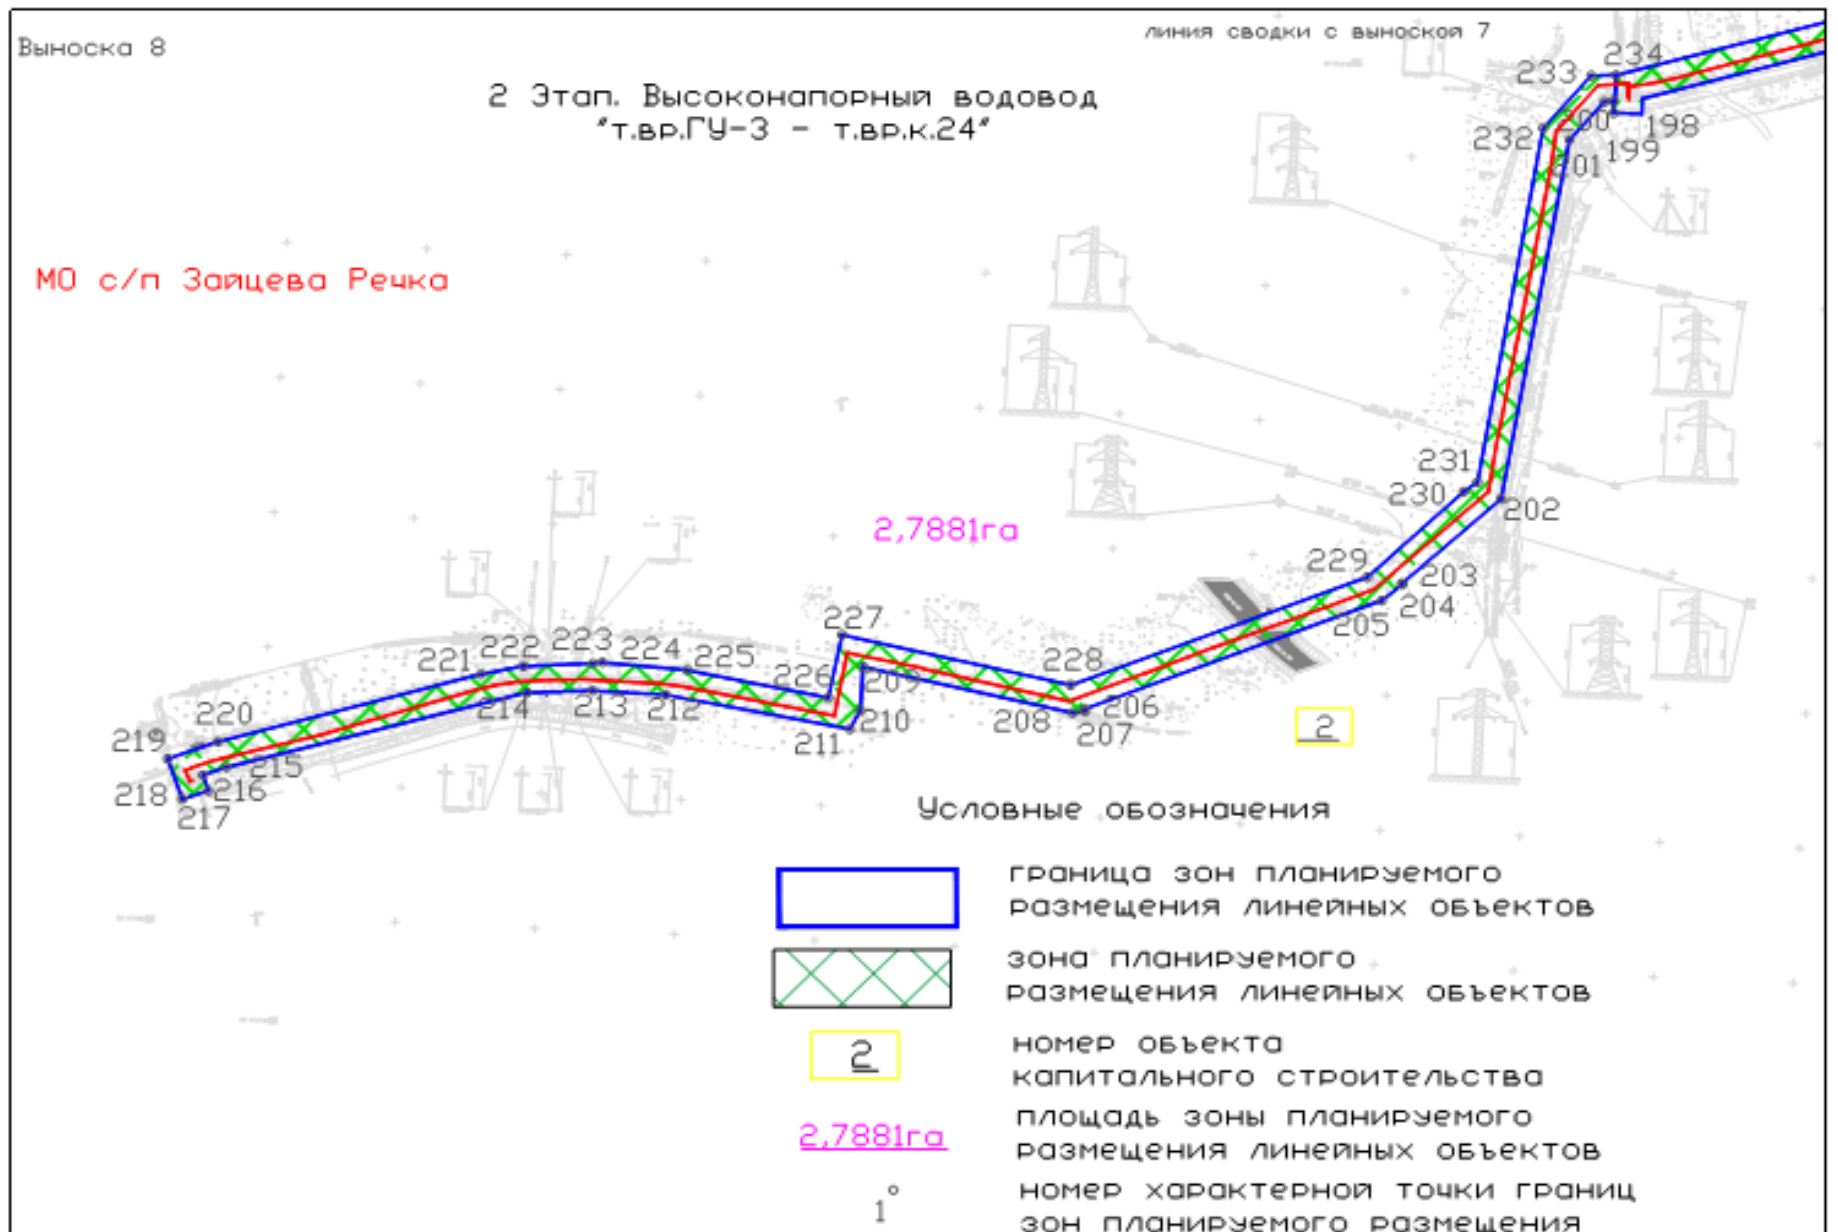 Выноска 8
линия сводки с выноской 7
2 Этап. Высоконапорный водовод
"т.вр.ГУ-3 - т.вр.к.24"
МО с/п Зайцева Речка
234
233
232
00
198
199
201
231
230
202
2,7881га
229
203
204
205
227
228
226
209
206
207
208
210
211
221
222
223
224
225
214
213
212
220
219
215
216
218
217
2
Условные обозначения
граница зон планируемого
размещения линейных объектов
зона планируемого
размещения линейных объектов
2
номер объекта
капитального строительства
2,7881га
площадь зоны планируемого
размещения линейных объектов
1°
номер характерной точки границ
зон планируемого размещения